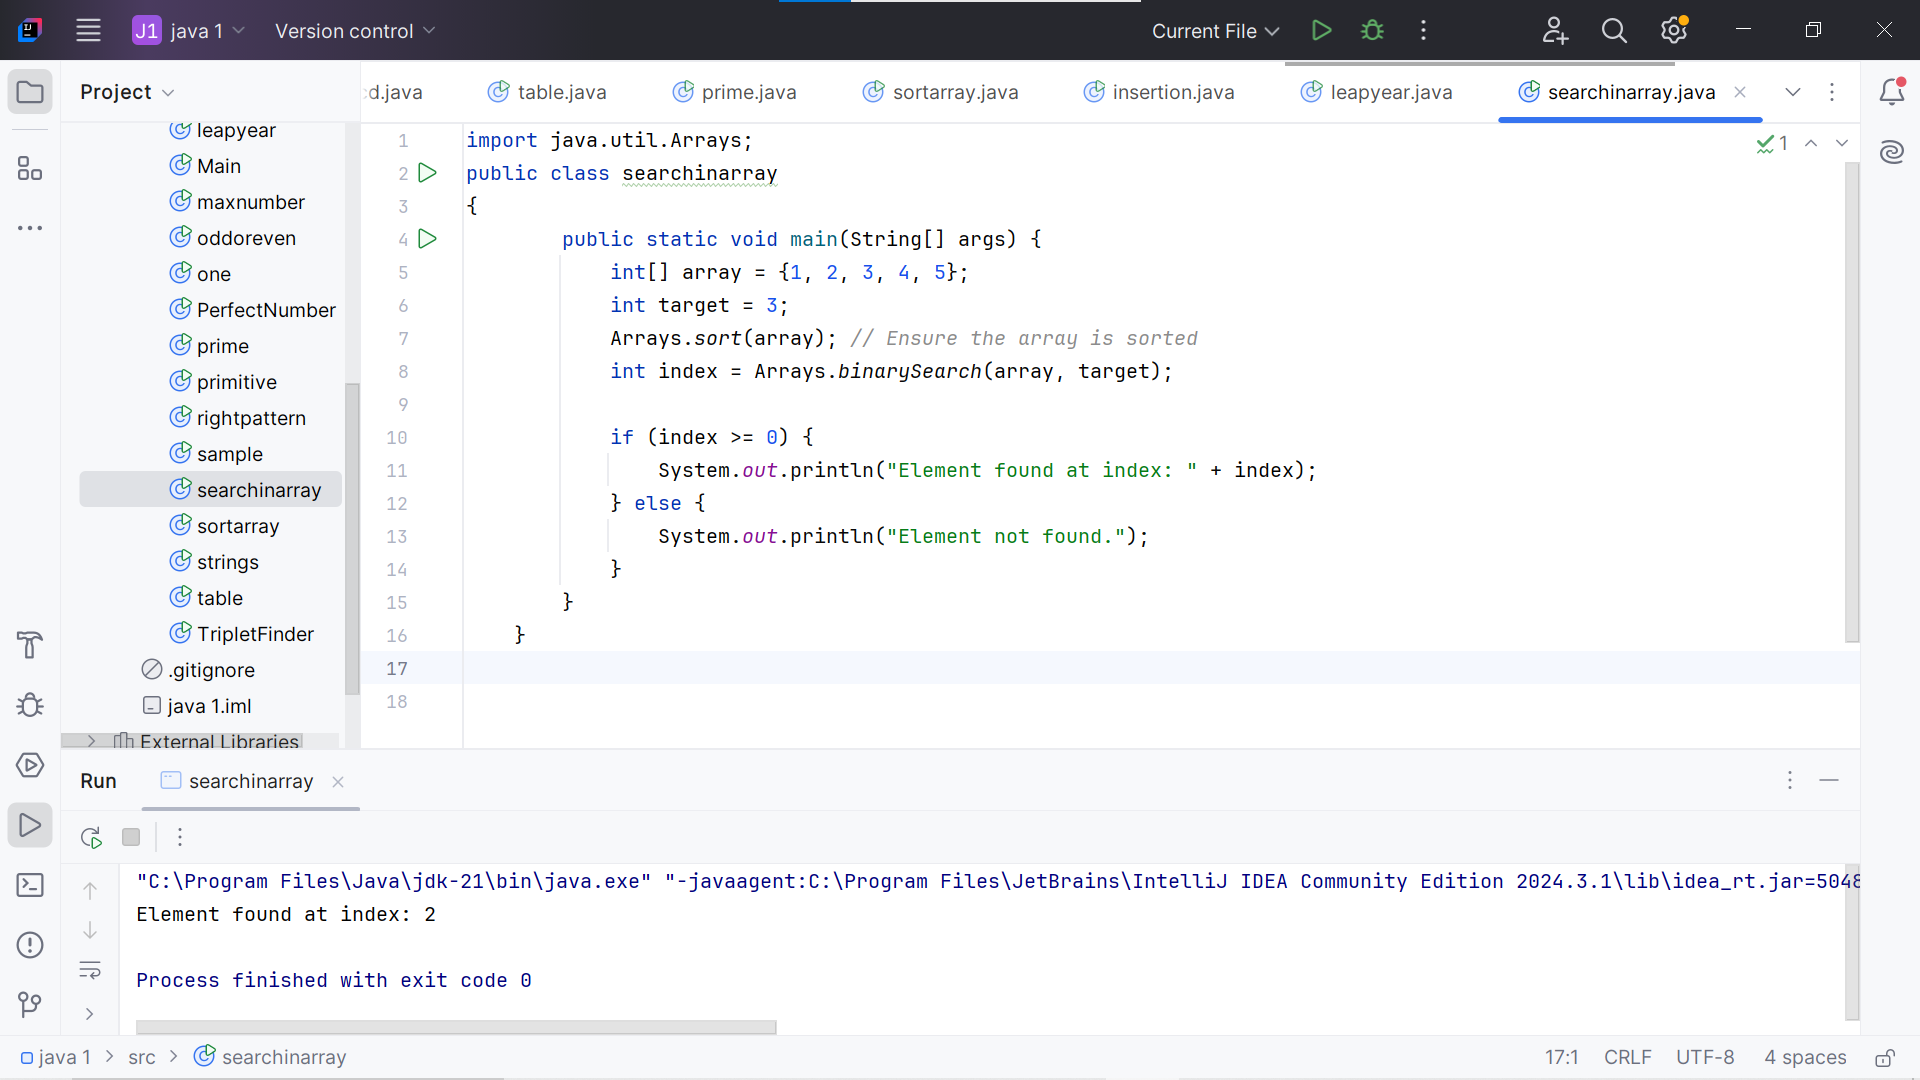 J1 java 1 Version control Current File
Project
d.java table.java prime.java sortarray.java insertion.java leapyear.java searchinarray.java
leapyear
Main
maxnumber
oddoreven
one
PerfectNumber
prime
primitive
rightpattern
sample
searchinarray
sortarray
strings
table
TripletFinder
.gitignore
java 1.iml
External Libraries
1 import java.util.Arrays;
2 public class searchinarray
3 {
4 public static void main(String[] args) {
5 int[] array = {1, 2, 3, 4, 5};
6 int target = 3;
7 Arrays.sort(array); // Ensure the array is sorted
8 int index = Arrays.binarySearch(array, target);
9
10 if (index >= 0) {
11 System.out.println("Element found at index: " + index);
12 } else {
13 System.out.println("Element not found.");
14 }
15 }
16 }
17
18
1
Run searchinarray
"C:\Program Files\Java\jdk-21\bin\java.exe" "-javaagent:C:\Program Files\JetBrains\IntelliJ IDEA Community Edition 2024.3.1\lib\idea_rt.jar=5048
Element found at index: 2
Process finished with exit code 0
java 1 > src > searchinarray 17:1 CRLF UTF-8 4 spaces